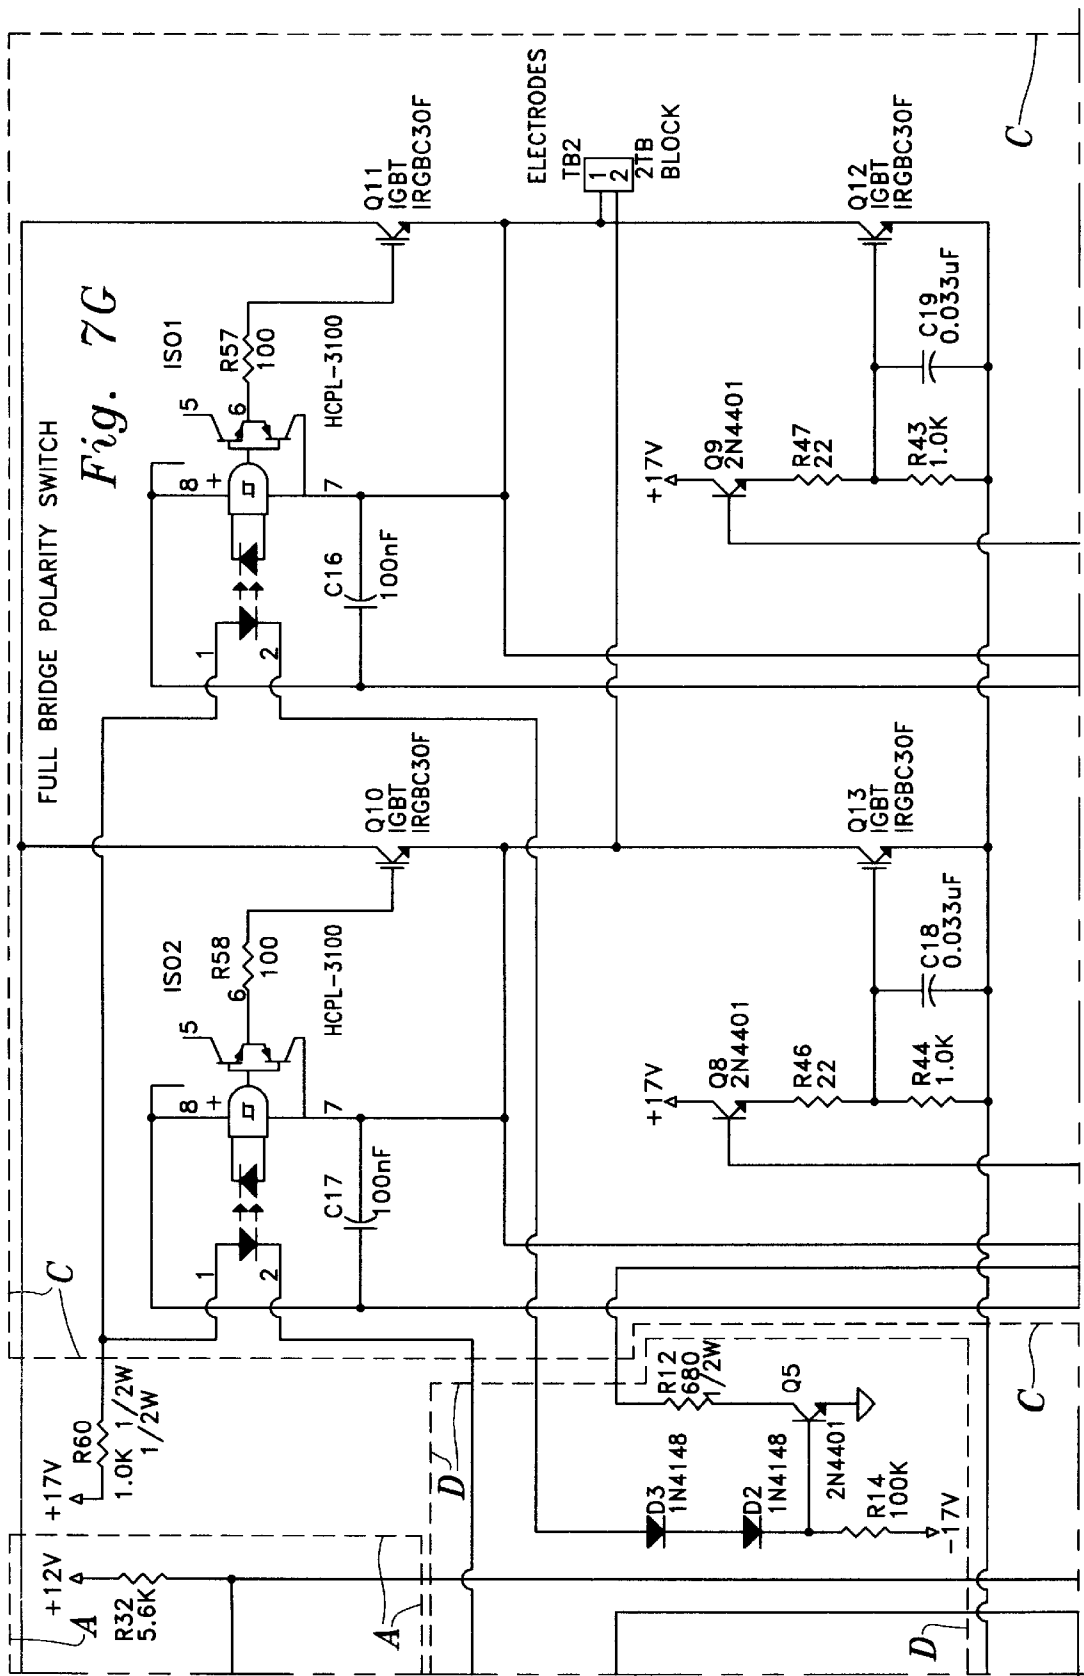 FULL BRIDGE POLARITY SWITCH
Fig. 7G
C
A
+12V
R32
5.6K
A
+17V
R60
1.0K 1/2W
1/2W
ISO2
1
2
8
+
5
6
7
R58
100
HCPL-3100
C17
100nF
Q10
IGBT
IRGBC30F
ISO1
1
2
8
+
5
6
7
R57
100
HCPL-3100
C16
100nF
Q11
IGBT
IRGBC30F
ELECTRODES
TB2
1
2
2TB
BLOCK
D
D3
1N4148
D2
1N4148
R12
680
1/2W
Q5
2N4401
R14
100K
-17V
D
C
+17V
Q8
2N4401
R46
22
R44
1.0K
C18
0.033uF
Q13
IGBT
IRGBC30F
+17V
Q9
2N4401
R47
22
R43
1.0K
C19
0.033uF
Q12
IGBT
IRGBC30F
C